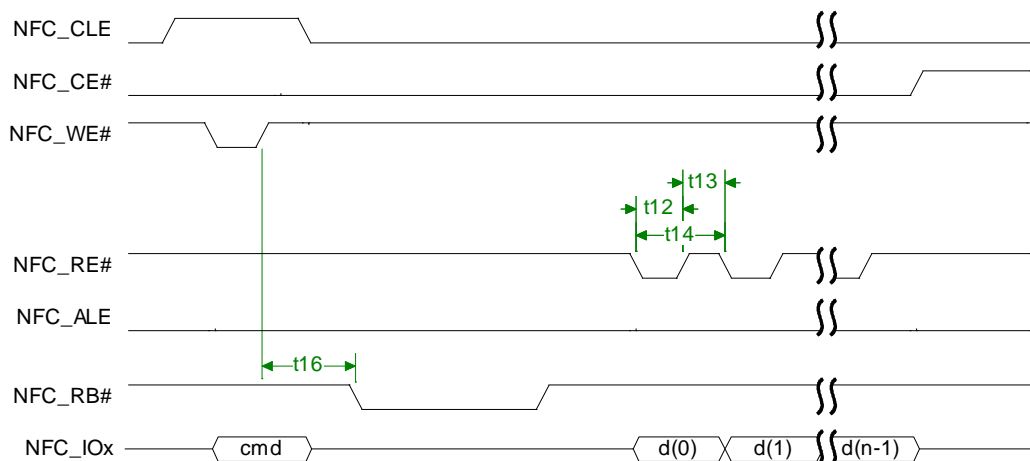 NFC_CLE
NFC_CE#
NFC_WE#
t13
t12
t14
NFC_RE#
NFC_ALE
t16
NFC_RB#
NFC_IOx cmd d(0) d(1) d(n-1)